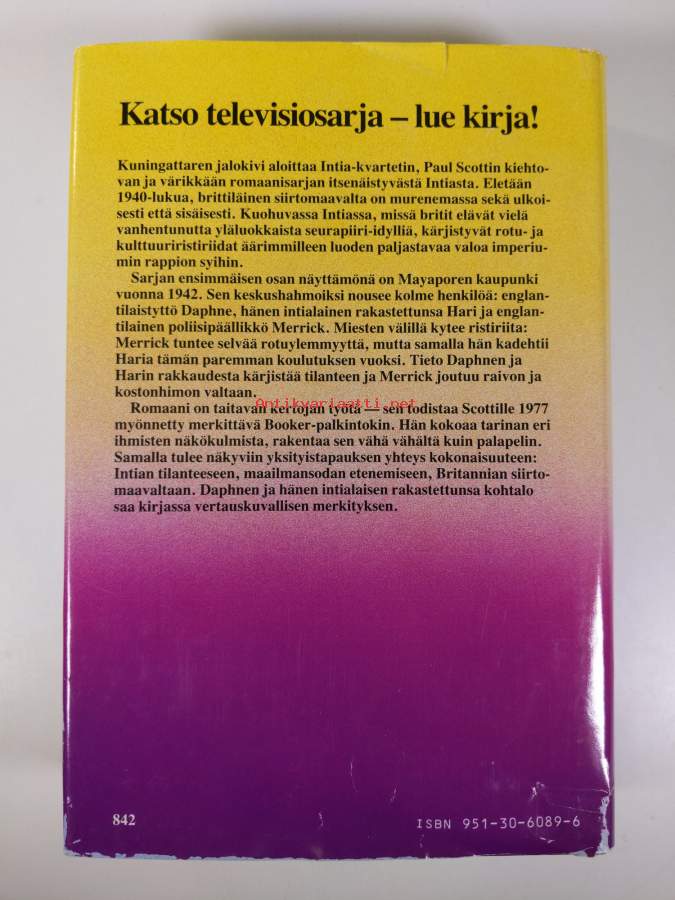 Katso televisiosarja – lue kirja!
Kuningattaren jalokivi aloittaa Intia-kvartetin, Paul Scottin kiehto-
van ja värikkään romaanisarjan itsenäistyvästä Intiasta. Eletään
1940-lukua, brittiläinen siirtomaavalta on murenemassa sekä ulkoi-
sesti että sisäisesti. Kuohuvassa Intiassa, missä britit elävät vielä
vanhentunutta yläluokkaista seurapiiri-idylliä, kärjistyvät rotu- ja
kulttuuriristiriidat äärimmilleen luoden paljastavaa valoa imperiu-
min rappion syihin.
Sarjan ensimmäisen osan näyttämönä on Mayaporen kaupunki
vuonna 1942. Sen keskushahmoiksi nousee kolme henkilöä: englan-
tilaistyttö Daphne, hänen intialainen rakastettunsa Hari ja englan-
tilainen poliisipäällikkö Merrick. Miesten välillä kytee ristiriita:
Merrick tuntee selvää rotuylemmyyttä, mutta samalla hän kadehtii
Haria tämän paremman koulutuksen vuoksi. Tieto Daphnen ja
Harin rakkaudesta kärjistää tilanteen ja Merrick joutuu raivon ja
kostonhimon valtaan.
Antikvariaatti.net
Romaani on taitavan kertojan työtä — sen todistaa Scottille 1977
myönnetty merkittävä Booker-palkintokin. Hän kokoaa tarinan eri
ihmisten näkökulmista, rakentaa sen vähä vähältä kuin palapelin.
Samalla tulee näkyviin yksityistapauksen yhteys kokonaisuuteen:
Intian tilanteeseen, maailmansodan etenemiseen, Britannian siirto-
maavaltaan. Daphnen ja hänen intialaisen rakastettunsa kohtalo
saa kirjassa vertauskuvallisen merkityksen.
842
ISBN 951-30-6089-6